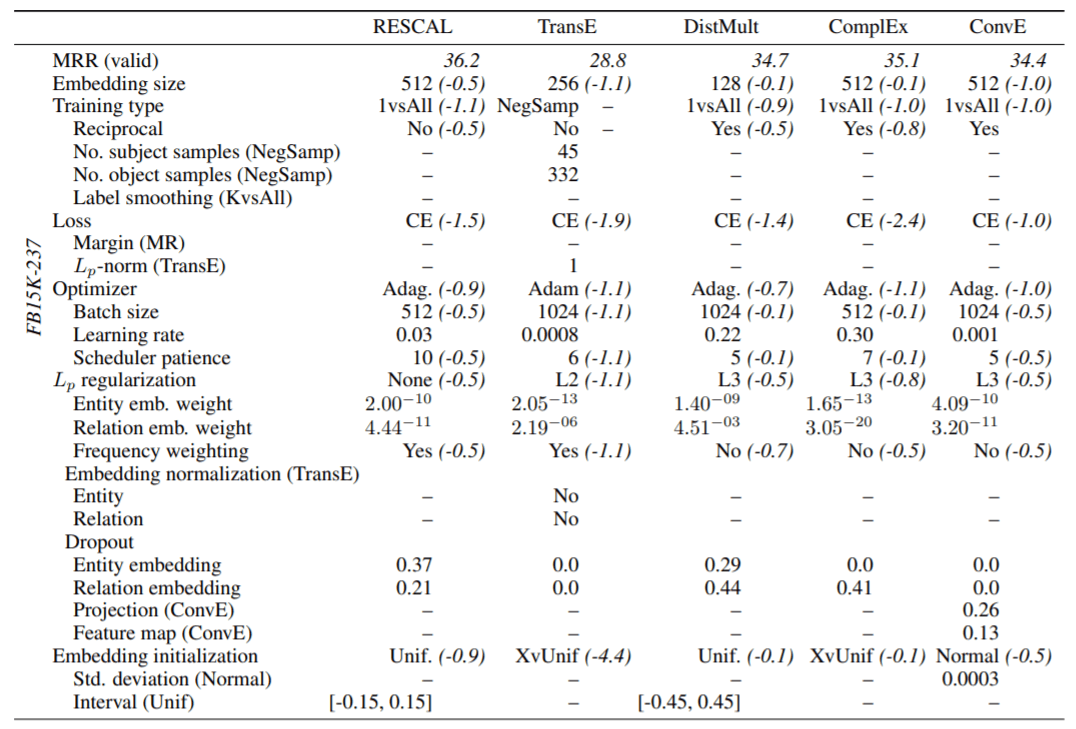 RESCAL TransE DistMult ComplEx ConvE
MRR (valid) 36.2 28.8 34.7 35.1 34.4
Embedding size 512 (-0.5) 256 (-1.1) 128 (-0.1) 512 (-0.1) 512 (-1.0)
Training type 1vsAll (-1.1) NegSamp – 1vsAll (-0.9) 1vsAll (-1.0) 1vsAll (-1.0)
Reciprocal No (-0.5) No – Yes (-0.5) Yes (-0.8) Yes
No. subject samples (NegSamp) – 45 – – –
No. object samples (NegSamp) – 332 – – –
Label smoothing (KvsAll) – – – – –
Loss CE (-1.5) CE (-1.9) CE (-1.4) CE (-2.4) CE (-1.0)
Margin (MR) – – – – –
Lp-norm (TransE) – 1 – – –
FB15K-237
Optimizer Adag. (-0.9) Adam (-1.1) Adag. (-0.7) Adag. (-1.1) Adag. (-1.0)
Batch size 512 (-0.5) 1024 (-1.1) 1024 (-0.1) 512 (-0.1) 1024 (-0.5)
Learning rate 0.03 0.0008 0.22 0.30 0.001
Scheduler patience 10 (-0.5) 6 (-1.1) 5 (-0.1) 7 (-0.1) 5 (-0.5)
Lp regularization None (-0.5) L2 (-1.1) L3 (-0.5) L3 (-0.8) L3 (-0.5)
Entity emb. weight 2.00⁻¹⁰ 2.05⁻¹³ 1.40⁻⁰⁹ 1.65⁻¹³ 4.09⁻¹⁰
Relation emb. weight 4.44⁻¹¹ 2.19⁻⁰⁶ 4.51⁻⁰³ 3.05⁻²⁰ 3.20⁻¹¹
Frequency weighting Yes (-0.5) Yes (-1.1) No (-0.7) No (-0.5) No (-0.5)
Embedding normalization (TransE)
Entity – No – – –
Relation – No – – –
Dropout
Entity embedding 0.37 0.0 0.29 0.0 0.0
Relation embedding 0.21 0.0 0.44 0.41 0.0
Projection (ConvE) – – – – 0.26
Feature map (ConvE) – – – – 0.13
Embedding initialization Unif. (-0.9) XvUnif (-4.4) Unif. (-0.1) XvUnif (-0.1) Normal (-0.5)
Std. deviation (Normal) – – – – 0.0003
Interval (Unif) [-0.15, 0.15] – [-0.45, 0.45] – –